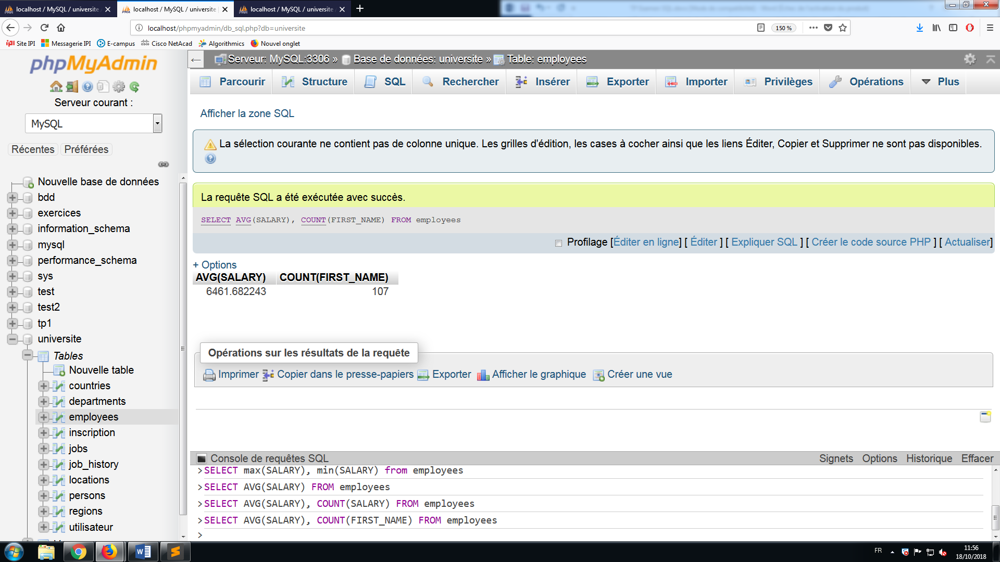 localhost / MySQL / universite
localhost / MySQL / universite
localhost / MySQL / universite
localhost/phpmyadmin/db_sql.php?db=universite
150 %
Site IPI
Messagerie IPI
E-campus
Cisco NetAcad
Algorithmics
Nouvel onglet
phpMyAdmin
Serveur courant :
MySQL
Récentes
Préférées
Nouvelle base de données
bdd
exercices
information_schema
mysql
performance_schema
sys
test
test2
tp1
universite
Tables
Nouvelle table
countries
departments
employees
inscription
jobs
job_history
locations
persons
regions
utilisateur
Serveur: MySQL:3306 » Base de données: universite » Table: employees
Parcourir
Structure
SQL
Rechercher
Insérer
Exporter
Importer
Privilèges
Opérations
Plus
Afficher la zone SQL
La sélection courante ne contient pas de colonne unique. Les grilles d'édition, les cases à cocher ainsi que les liens Éditer, Copier et Supprimer ne sont pas disponibles.
La requête SQL a été exécutée avec succès.
SELECT AVG(SALARY), COUNT(FIRST_NAME) FROM employees
Profilage [Éditer en ligne] [ Éditer ] [ Expliquer SQL ] [ Créer le code source PHP ] [ Actualiser]
+ Options
AVG(SALARY) COUNT(FIRST_NAME)
6461.682243 107
Opérations sur les résultats de la requête
Imprimer
Copier dans le presse-papiers
Exporter
Afficher le graphique
Créer une vue
Console de requêtes SQL
Signets
Options
Historique
Effacer
>SELECT max(SALARY), min(SALARY) from employees
>SELECT AVG(SALARY) FROM employees
>SELECT AVG(SALARY), COUNT(SALARY) FROM employees
>SELECT AVG(SALARY), COUNT(FIRST_NAME) FROM employees
>
FR
11:56
18/10/2018